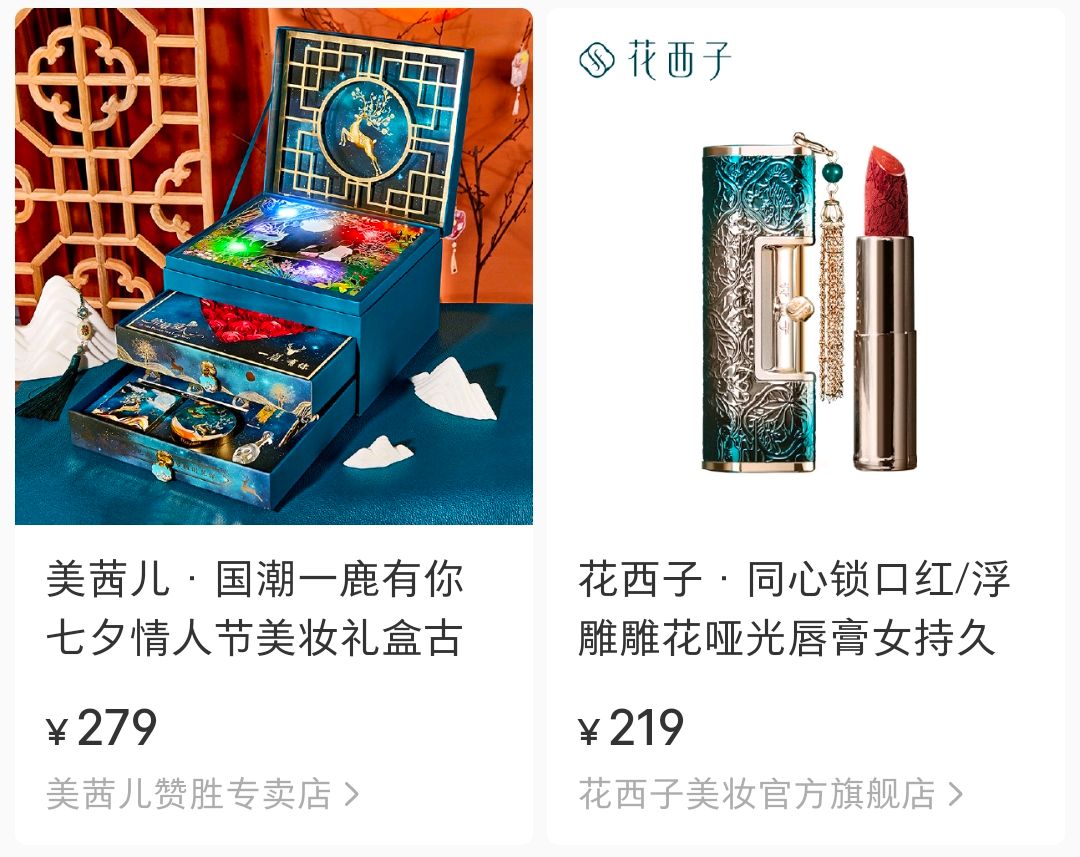 花西子
美茜儿 · 国潮一鹿有你
七夕情人节美妆礼盒古
¥279
美茜儿赞胜专卖店 >
花西子 · 同心锁口红/浮
雕雕花哑光唇膏女持久
¥219
花西子美妆官方旗舰店 >